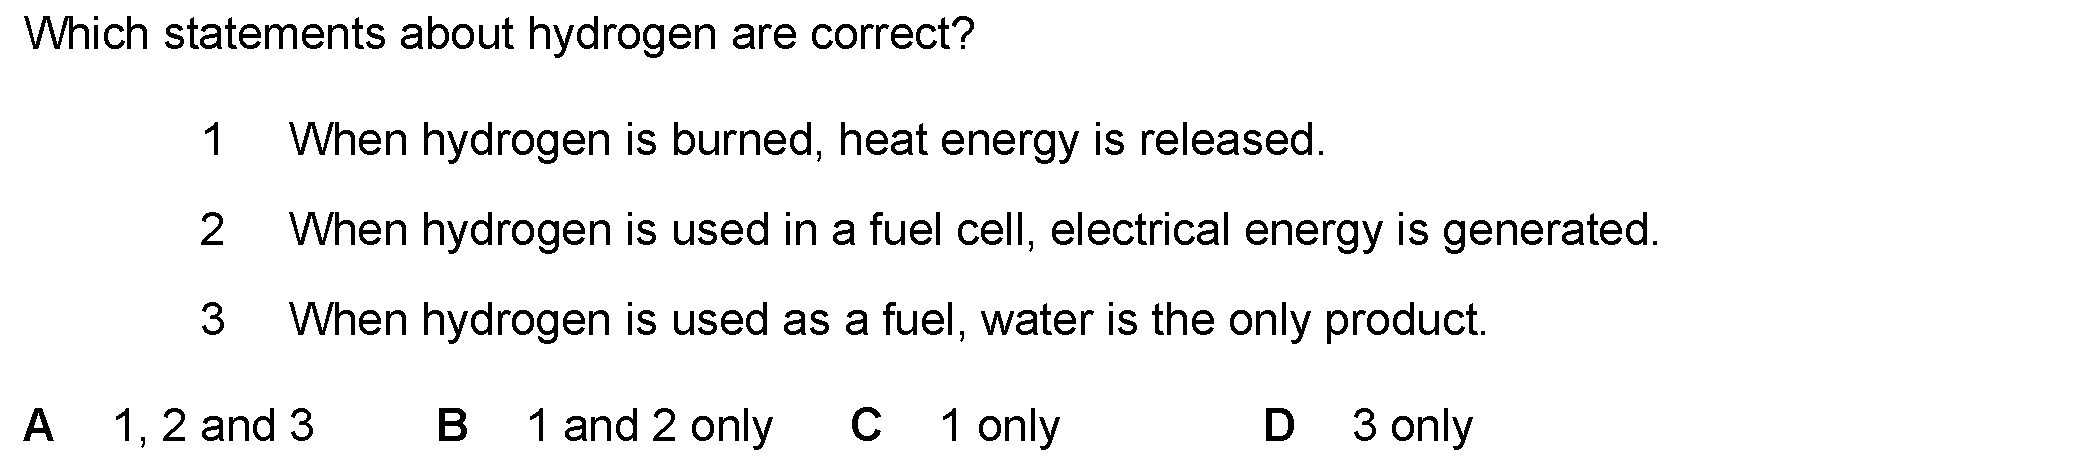 Which statements about hydrogen are correct?
1 When hydrogen is burned, heat energy is released.
2 When hydrogen is used in a fuel cell, electrical energy is generated.
3 When hydrogen is used as a fuel, water is the only product.
A 1, 2 and 3 B 1 and 2 only C 1 only D 3 only